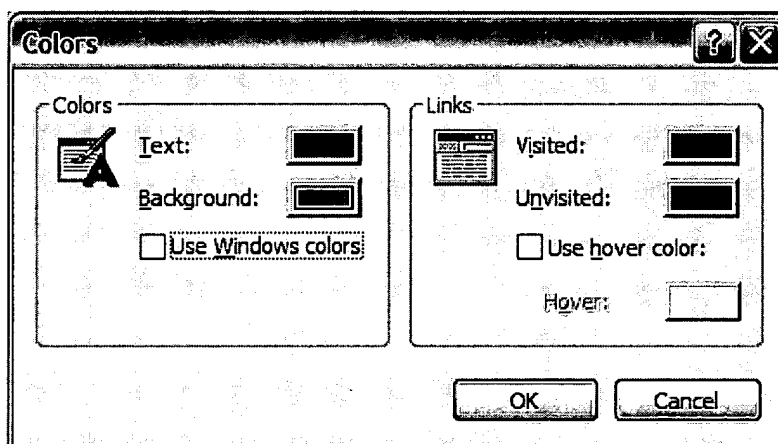 Colors
Colors
Text:
Background:
Use Windows colors
Links
Visited:
Unvisited:
Use hover color:
Hover:
OK
Cancel